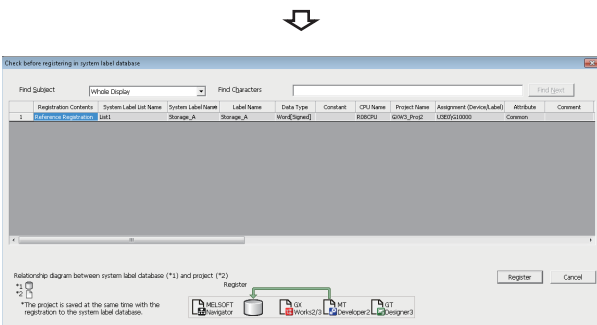 Check before registering in system label database
Find Subject Whole Display Find Characters Find Next
Registration Contents System Label List Name System Label Name Label Name Data Type Constant CPU Name Project Name Assignment (Device/Label) Attribute Comment
1 Reference Registration List1 Storage_A Storage_A Word[Signed] R08CPU GXW3_Proj2 U3E0\G10000 Common
Relationship diagram between system label database (*1) and project (*2)
*1
*2
Register
Register Cancel
*The project is saved at the same time with the
registration to the system label database.
MELSOFT
Navigator
GX
Works2/3
MT
Developer2
GT
Designer3